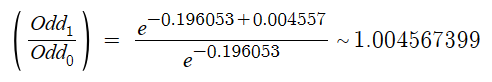 ( Odd₁ / Odd₀ ) = e^(−0.196053+0.004557) / e^(−0.196053) ~ 1.004567399